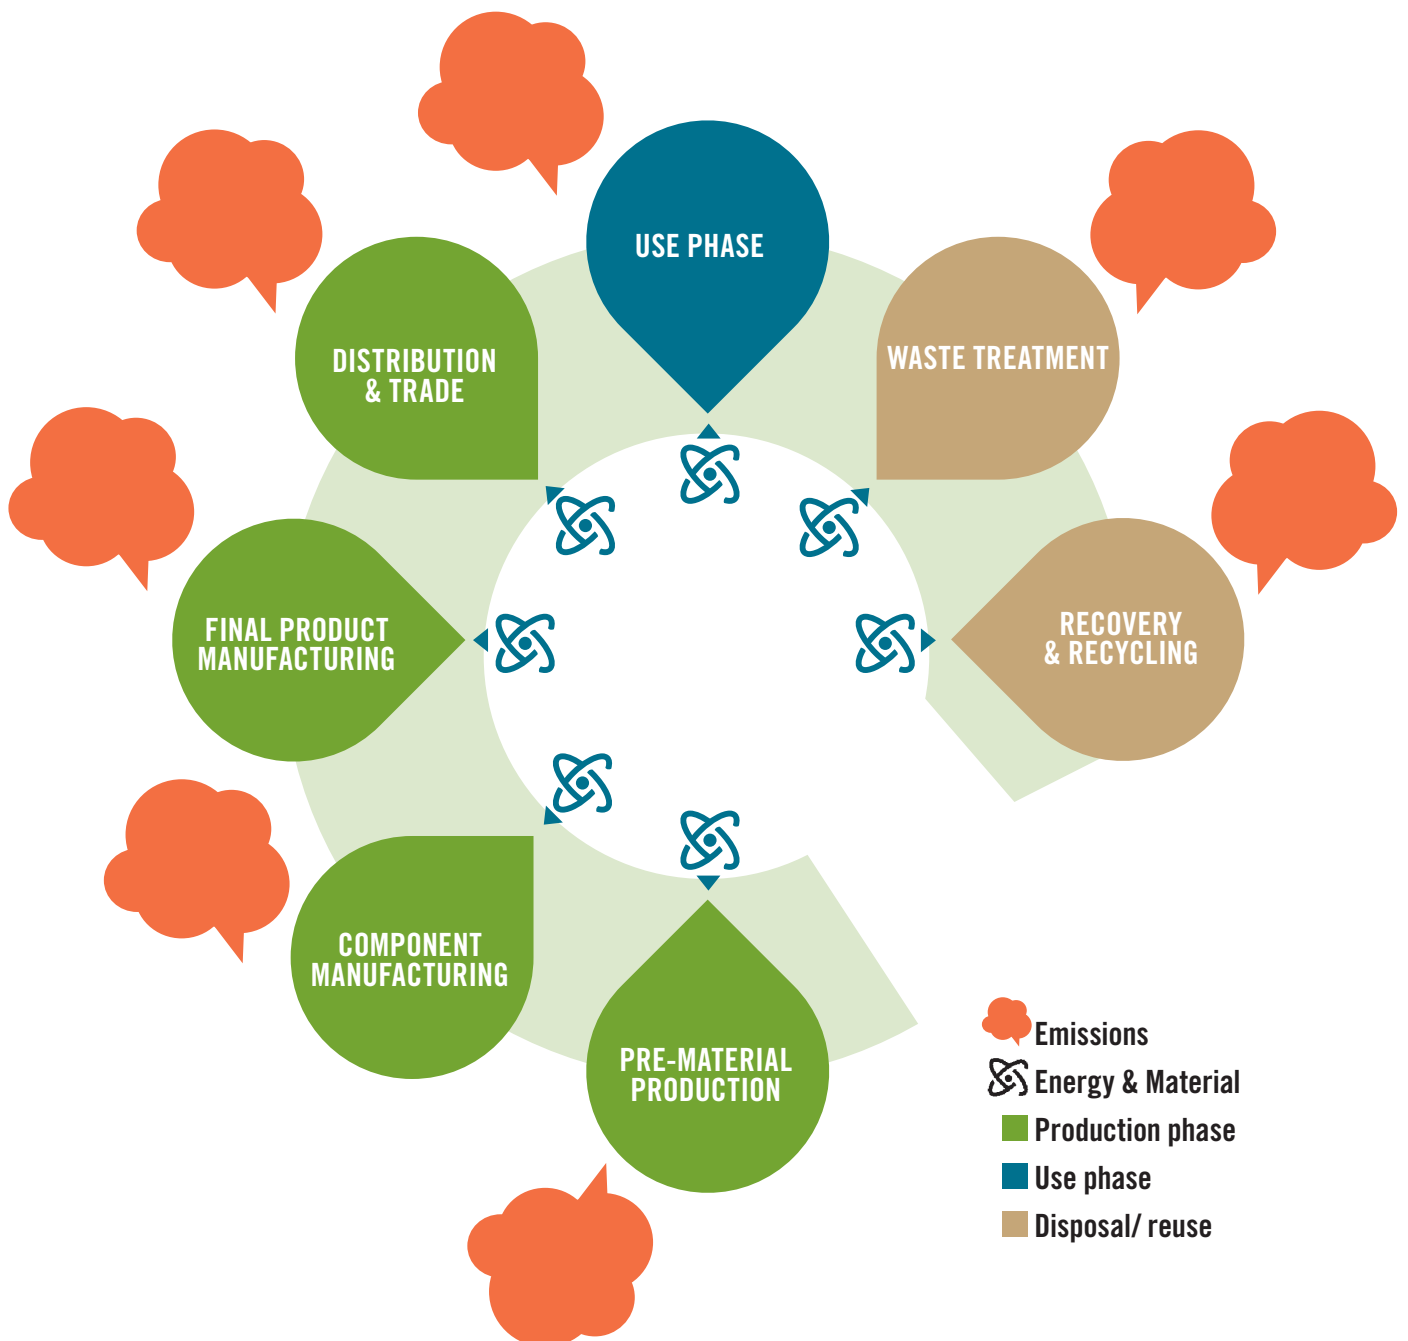 USE PHASE
DISTRIBUTION
& TRADE
WASTE TREATMENT
FINAL PRODUCT
MANUFACTURING
RECOVERY
& RECYCLING
COMPONENT
MANUFACTURING
PRE-MATERIAL
PRODUCTION
Emissions
Energy & Material
Production phase
Use phase
Disposal/ reuse